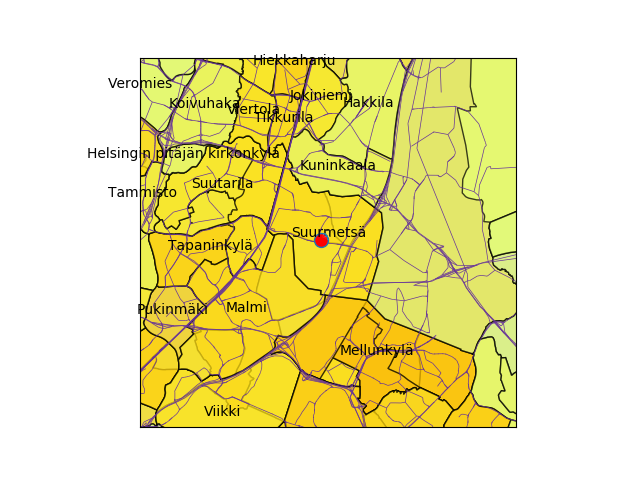 Hiekkaharju
Veromies
Jokiniemi
Koivuhaka
Hakkila
Viertola
Tikkurila
Helsingin pitäjän kirkonkylä
Kuninkaala
Suutarila
Tammisto
Suurmetsä
Tapaninkylä
Malmi
Pukinmäki
Mellunkylä
Viikki